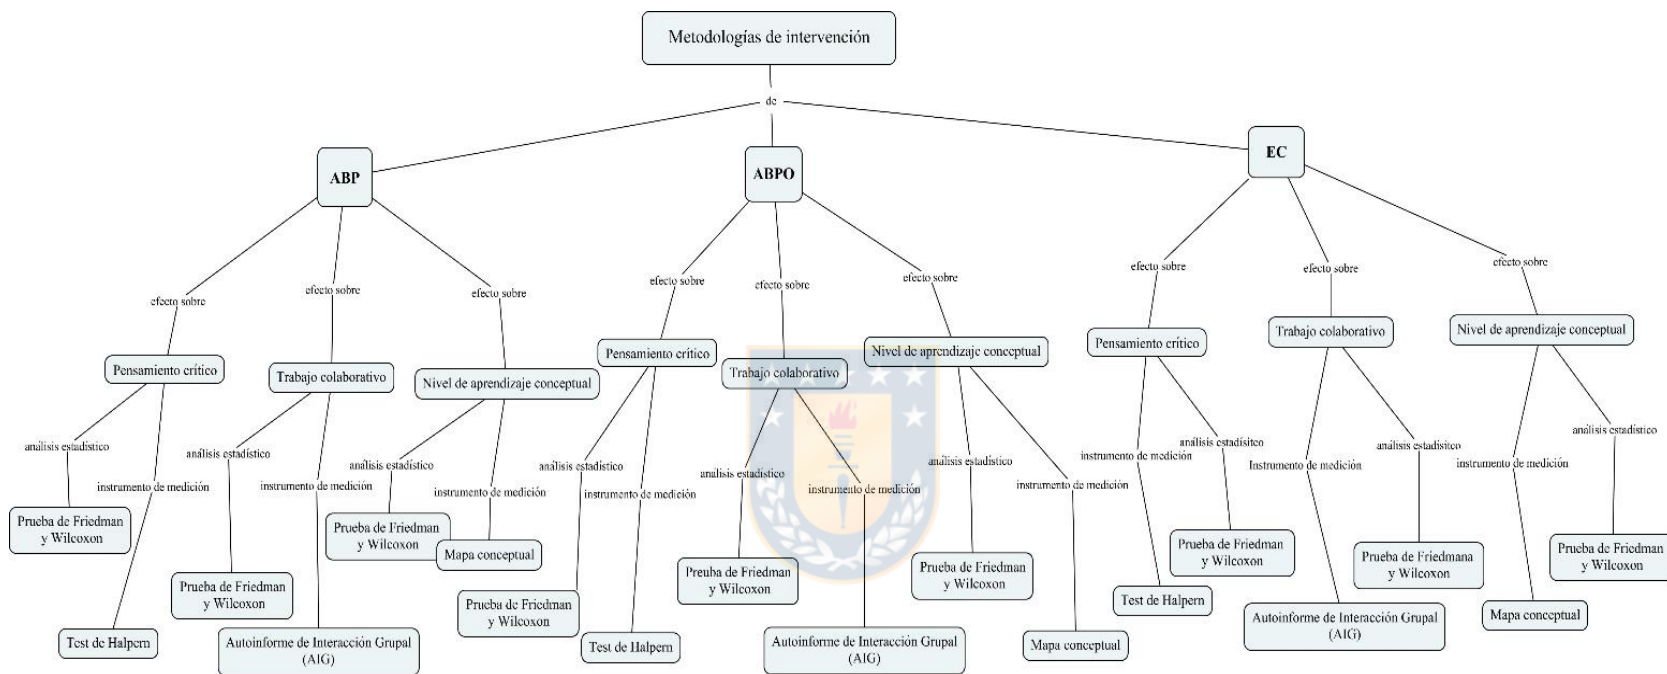 Metodologías de intervención
de
ABP
ABPO
EC
efecto sobre
efecto sobre
efecto sobre
efecto sobre
efecto sobre
efecto sobre
efecto sobre
efecto sobre
efecto sobre
Pensamiento crítico
Trabajo colaborativo
Nivel de aprendizaje conceptual
Pensamiento crítico
Trabajo colaborativo
Nivel de aprendizaje conceptual
Pensamiento crítico
Trabajo colaborativo
Nivel de aprendizaje conceptual
análisis estadístico
instrumento de medición
análisis estadístico
instrumento de medición
análisis estadístico
instrumento de medición
análisis estadístico
instrumento de medición
análisis estadístico
instrumento de medición
análisis estadístico
instrumento de medición
instrumento de medición
análisis estadísitco
Instrumento de medición
análisis estadisitco
instrumento de medición
análisis estadístico
Prueba de Friedman
y Wilcoxon
Test de Halpern
Prueba de Friedman
y Wilcoxon
Autoinforme de Interacción Grupal
(AIG)
Prueba de Friedman
y Wilcoxon
Mapa conceptual
Prueba de Friedman
y Wilcoxon
Test de Halpern
Preuba de Friedman
y Wilcoxon
Autoinforme de Interacción Grupal
(AIG)
Prueba de Friedman
y Wilcoxon
Mapa conceptual
Test de Halpern
Prueba de Friedman
y Wilcoxon
Autoinforme de Interacción Grupal
(AIG)
Prueba de Friedmana
y Wilcoxon
Mapa conceptual
Prueba de Friedman
y Wilcoxon